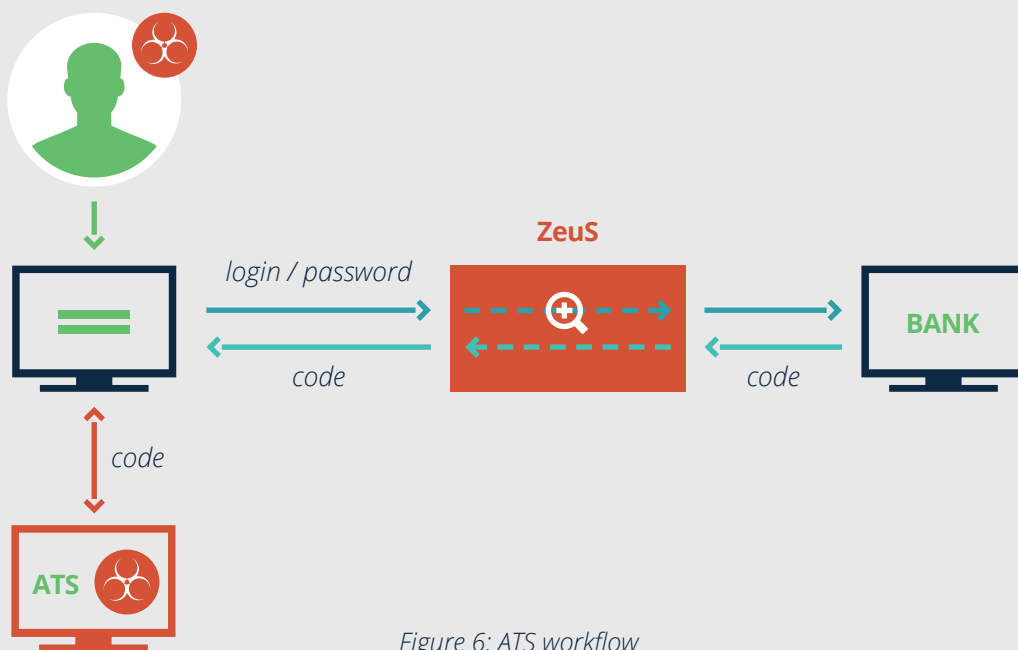 ZeuS
login / password
BANK
code
code
code
ATS
Figure 6: ATS workflow